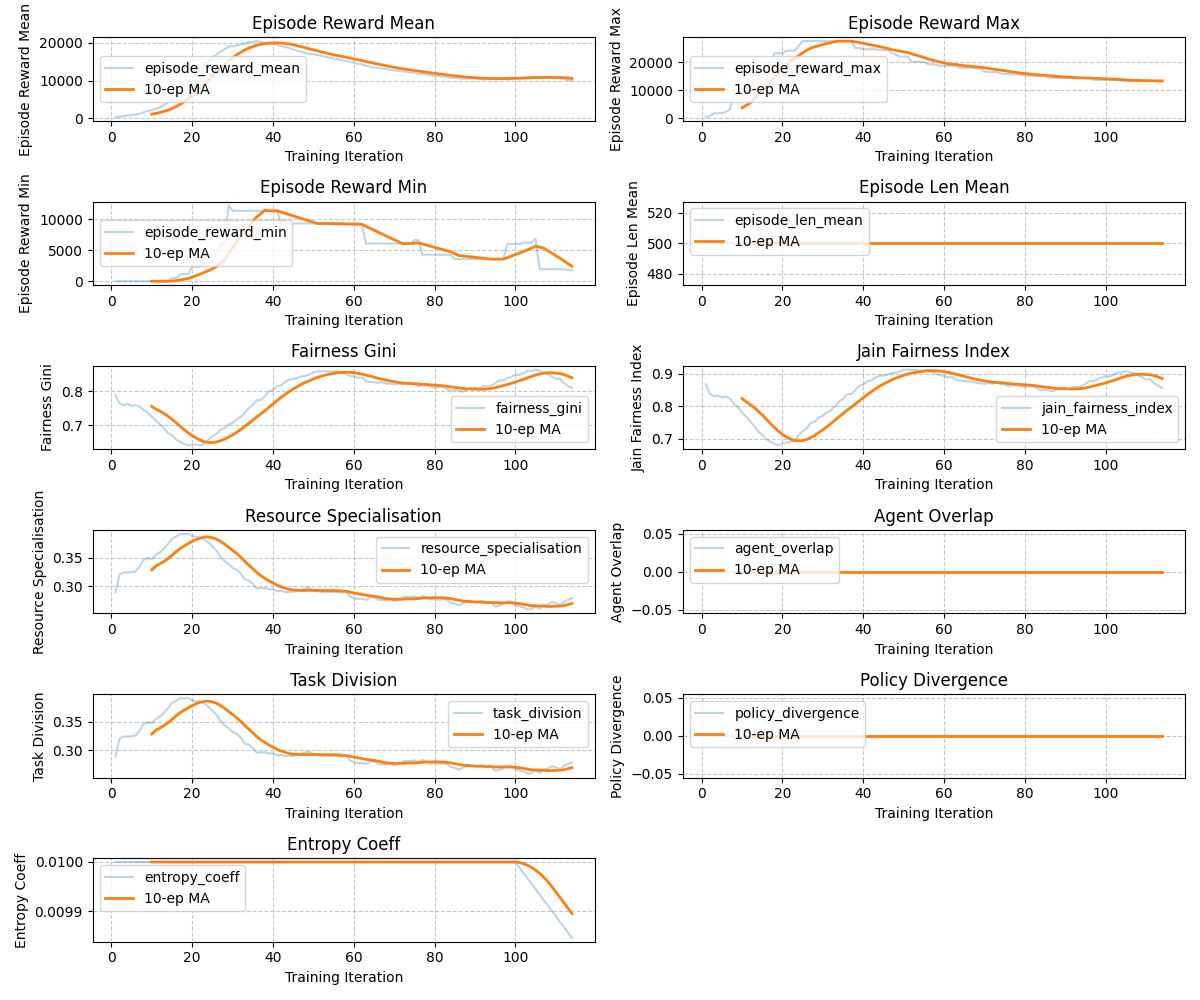 Episode Reward Mean
Episode Reward Mean
20000
10000
0
episode_reward_mean
10-ep MA
0 20 40 60 80 100
Training Iteration
Episode Reward Max
Episode Reward Max
20000
10000
0
episode_reward_max
10-ep MA
0 20 40 60 80 100
Training Iteration
Episode Reward Min
Episode Reward Min
10000
5000
0
episode_reward_min
10-ep MA
0 20 40 60 80 100
Training Iteration
Episode Len Mean
Episode Len Mean
520
500
480
episode_len_mean
10-ep MA
0 20 40 60 80 100
Training Iteration
Fairness Gini
Fairness Gini
0.8
0.7
fairness_gini
10-ep MA
0 20 40 60 80 100
Training Iteration
Jain Fairness Index
Jain Fairness Index
0.9
0.8
0.7
jain_fairness_index
10-ep MA
0 20 40 60 80 100
Training Iteration
Resource Specialisation
Resource Specialisation
0.35
0.30
resource_specialisation
10-ep MA
0 20 40 60 80 100
Training Iteration
Agent Overlap
Agent Overlap
0.05
0.00
−0.05
agent_overlap
10-ep MA
0 20 40 60 80 100
Training Iteration
Task Division
Task Division
0.35
0.30
task_division
10-ep MA
0 20 40 60 80 100
Training Iteration
Policy Divergence
Policy Divergence
0.05
0.00
−0.05
policy_divergence
10-ep MA
0 20 40 60 80 100
Training Iteration
Entropy Coeff
Entropy Coeff
0.0100
0.0099
entropy_coeff
10-ep MA
0 20 40 60 80 100
Training Iteration